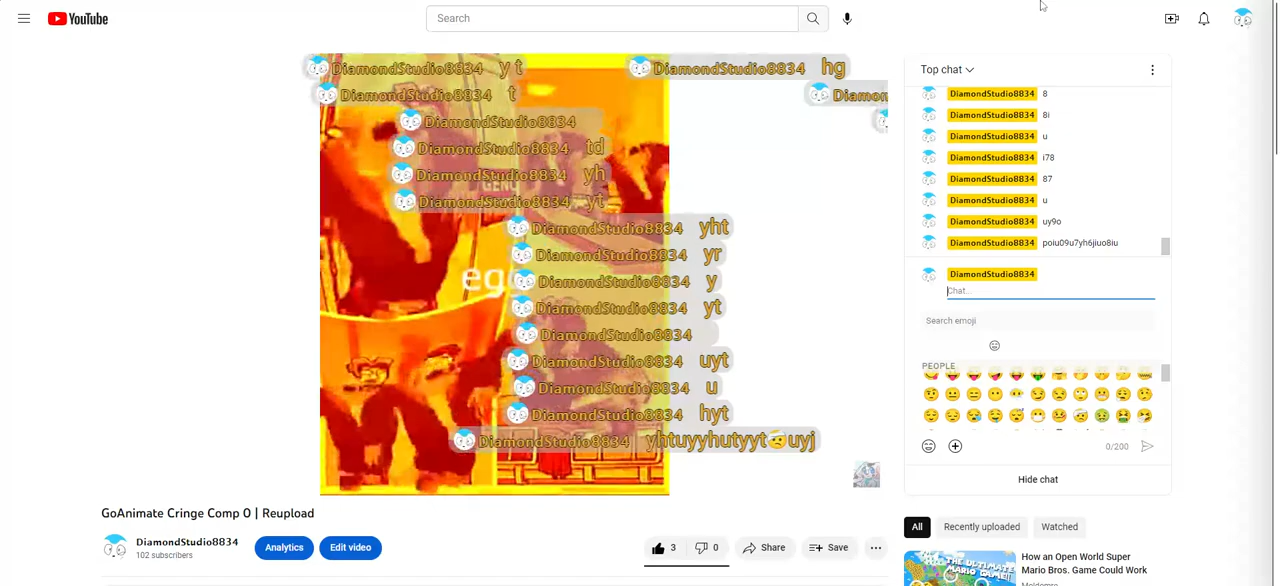 YouTube
Search
DiamondStudio8834 y t
DiamondStudio8834 hg
DiamondStudio8834 t
Diamon
DiamondStudio8834
DiamondStudio8834 td
DiamondStudio8834 yh
DiamondStudio8834 yt
DiamondStudio8834 yht
DiamondStudio8834 yr
DiamondStudio8834 y
DiamondStudio8834 yt
DiamondStudio8834
DiamondStudio8834 uyt
DiamondStudio8834 u
DiamondStudio8834 hyt
DiamondStudio8834 yhtuyyhutyyt🤕uyj
Top chat
DiamondStudio8834 8
DiamondStudio8834 8i
DiamondStudio8834 u
DiamondStudio8834 i78
DiamondStudio8834 87
DiamondStudio8834 u
DiamondStudio8834 uy9o
DiamondStudio8834 poiu09u7yh6jiuo8iu
DiamondStudio8834
Chat...
Search emoji
PEOPLE
0/200
Hide chat
GoAnimate Cringe Comp 0 | Reupload
DiamondStudio8834
102 subscribers
Analytics
Edit video
3
0
Share
Save
All
Recently uploaded
Watched
How an Open World Super
Mario Bros. Game Could Work